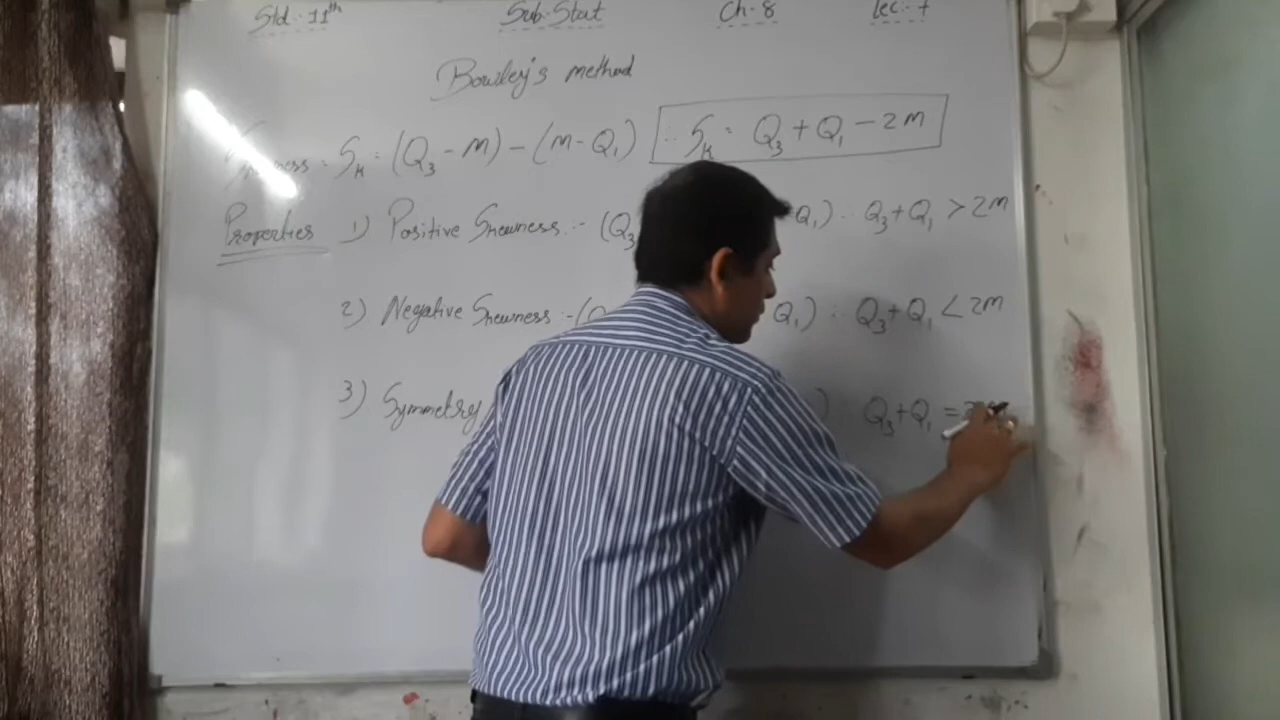 Std:- 11th Sub:- Stat Ch-8 Lec:- 7
Bowley's method
= Sk = (Q3 - M) - (M - Q1) ∴ Sk = Q3 + Q1 - 2M
Properties 1) Positive Skewness :- (Q3 Q1) ∴ Q3 + Q1 > 2M
2) Negative Skewness :- (Q Q1) : Q3 + Q1 < 2M
3) Symmetry ) Q3 + Q1 =